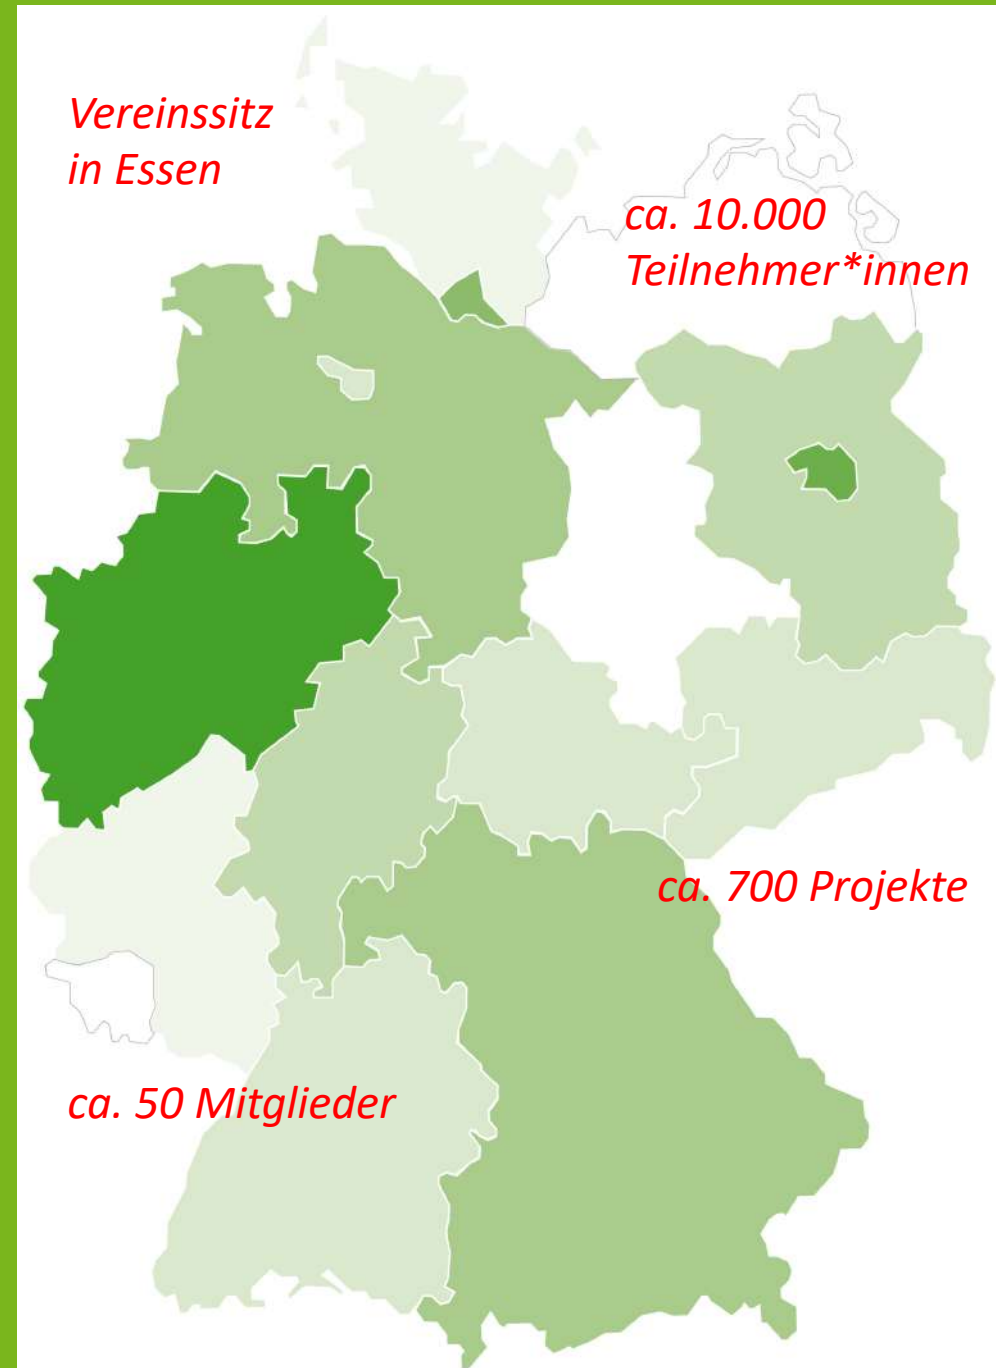 Vereinssitz
in Essen
ca. 10.000
Teilnehmer*innen
ca. 700 Projekte
ca. 50 Mitglieder